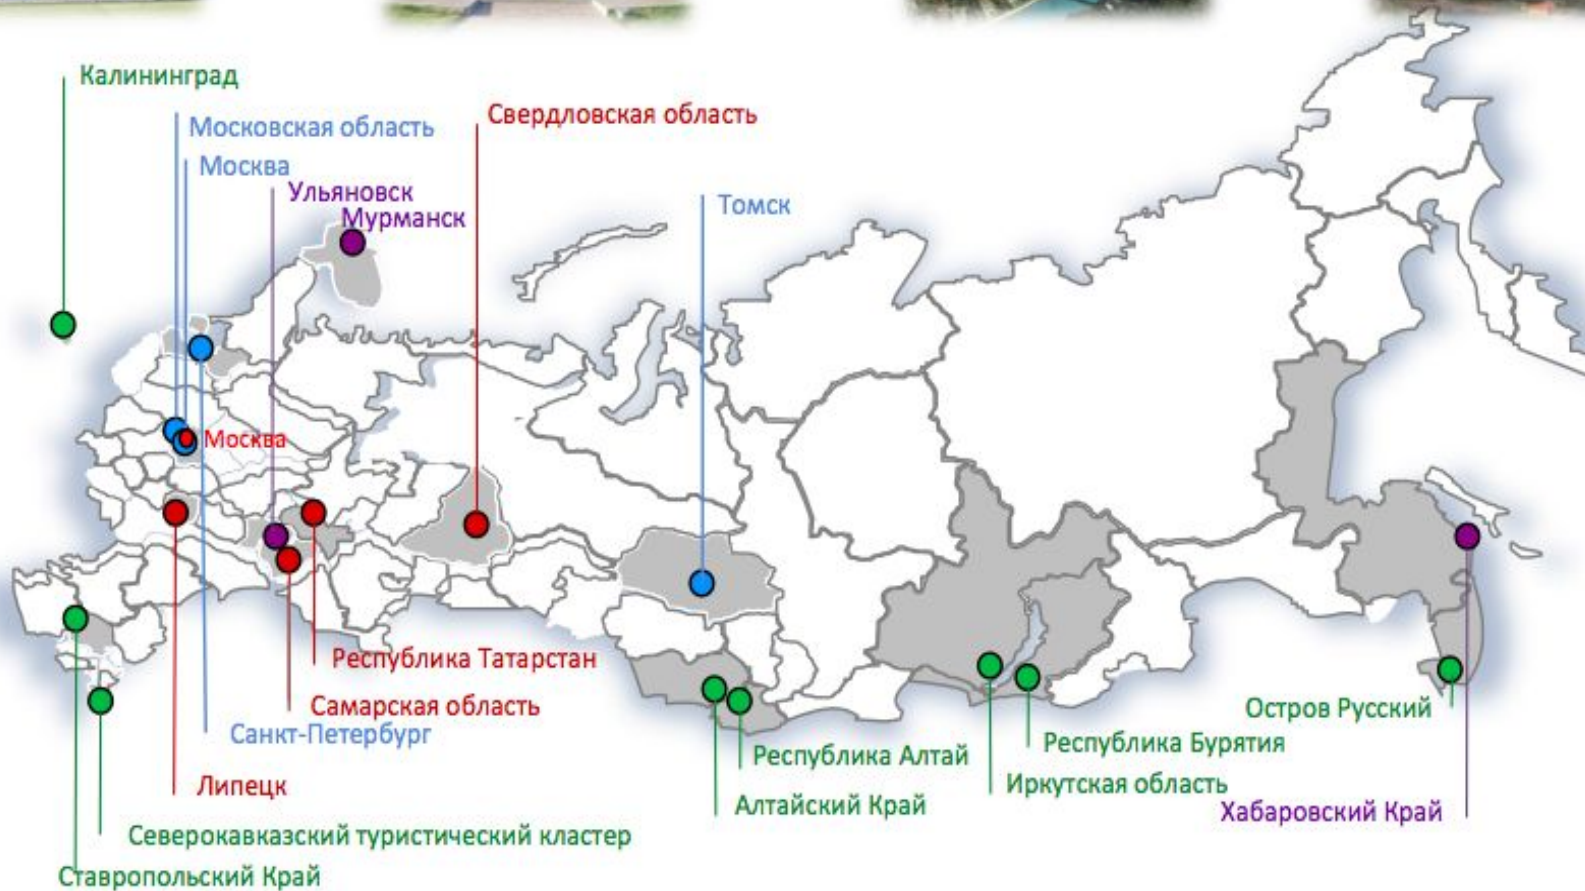 Калининград
Московская область
Свердловская область
Москва
Ульяновск
Мурманск
Томск
Москва
Республика Татарстан
Самарская область
Санкт-Петербург
Остров Русский
Республика Бурятия
Республика Алтай
Липецк
Иркутская область
Алтайский Край
Хабаровский Край
Северокавказский туристический кластер
Ставропольский Край